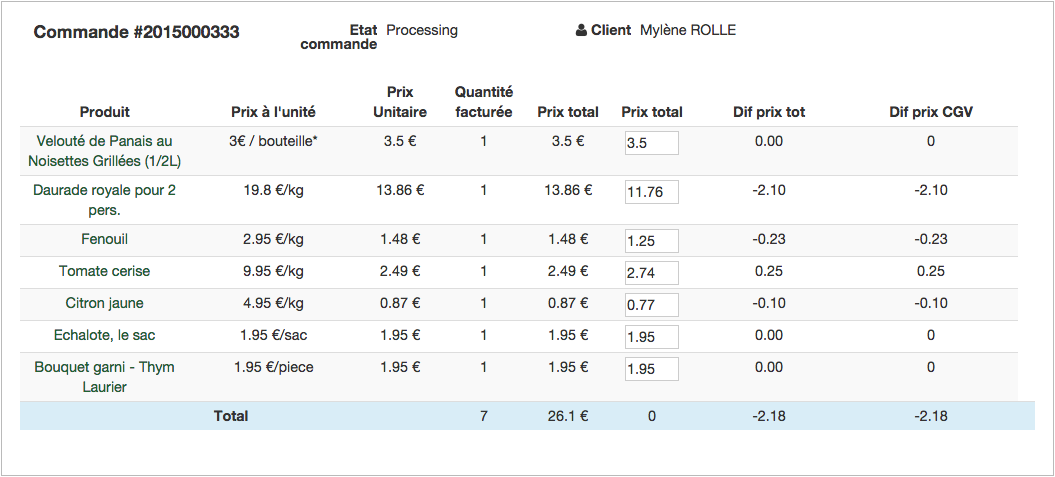 Commande #2015000333 Etat commande Processing Client Mylène ROLLE
Produit Prix à l'unité Prix Unitaire Quantité facturée Prix total Prix total Dif prix tot Dif prix CGV
Velouté de Panais au Noisettes Grillées (1/2L) 3€ / bouteille* 3.5 € 1 3.5 € 3.5 0.00 0
Daurade royale pour 2 pers. 19.8 €/kg 13.86 € 1 13.86 € 11.76 -2.10 -2.10
Fenouil 2.95 €/kg 1.48 € 1 1.48 € 1.25 -0.23 -0.23
Tomate cerise 9.95 €/kg 2.49 € 1 2.49 € 2.74 0.25 0.25
Citron jaune 4.95 €/kg 0.87 € 1 0.87 € 0.77 -0.10 -0.10
Echalote, le sac 1.95 €/sac 1.95 € 1 1.95 € 1.95 0.00 0
Bouquet garni - Thym Laurier 1.95 €/piece 1.95 € 1 1.95 € 1.95 0.00 0
Total 7 26.1 € 0 -2.18 -2.18